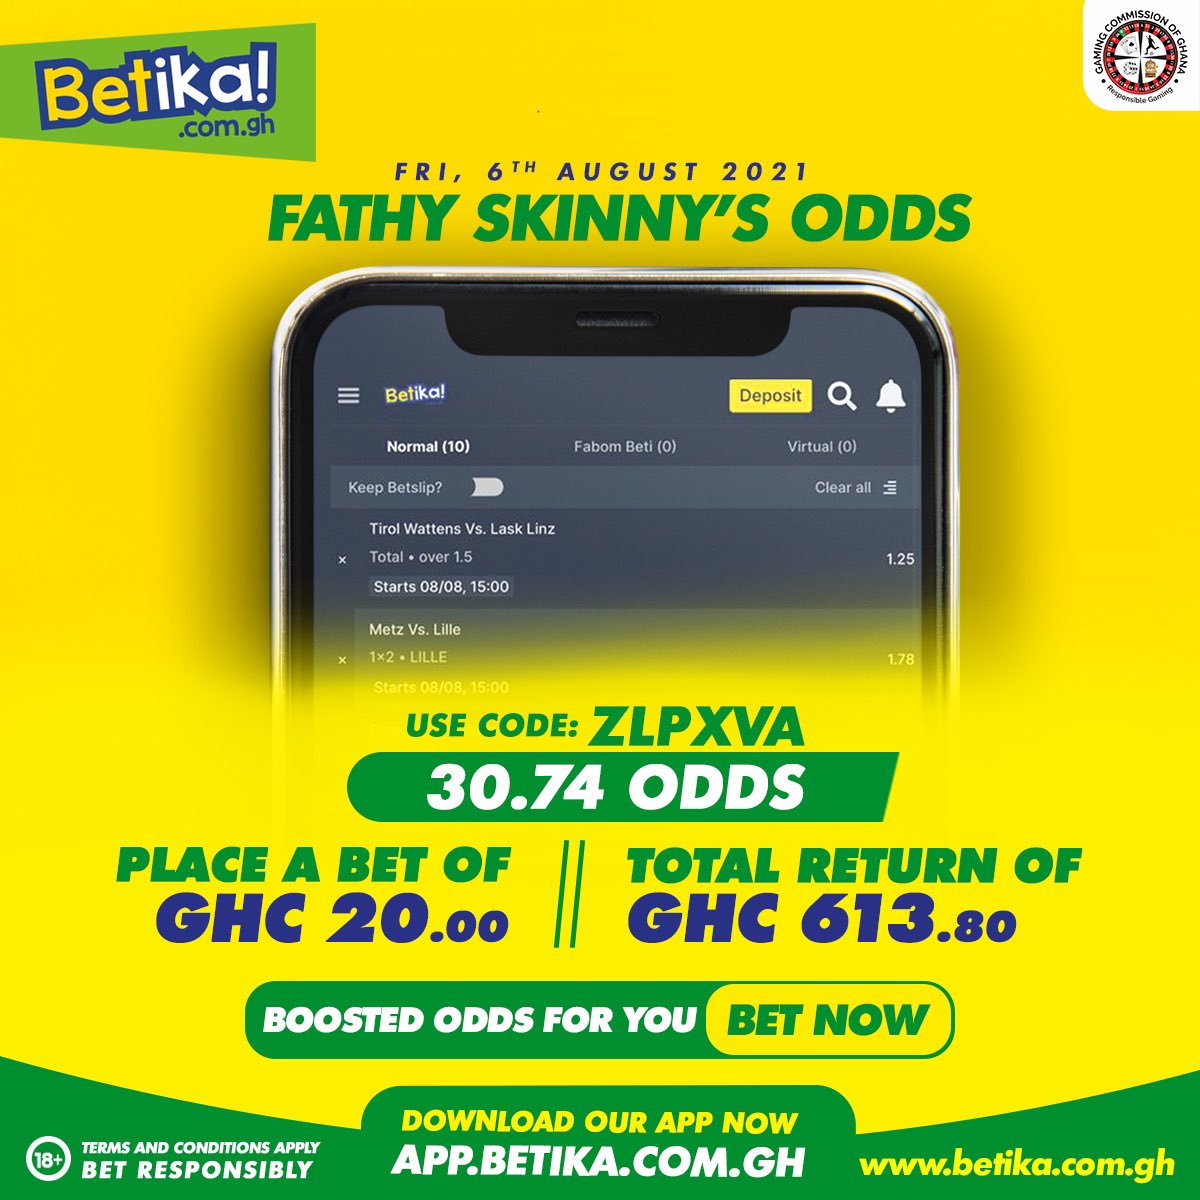 Betika!
.com.gh
GAMING COMMISSION OF GHANA
Responsible Gaming
FRI, 6TH AUGUST 2021
FATHY SKINNY'S ODDS
Betika!
Deposit
Normal (10)
Fabom Beti (0)
Virtual (0)
Keep Betslip?
Clear all
Tirol Wattens Vs. Lask Linz
× Total • over 1.5
1.25
Starts 08/08, 15:00
Metz Vs. Lille
× 1×2 • LILLE
1.78
Starts 08/08, 15:00
USE CODE: ZLPXVA
30.74 ODDS
PLACE A BET OF
GHC 20.00
TOTAL RETURN OF
GHC 613.80
BOOSTED ODDS FOR YOU
BET NOW
DOWNLOAD OUR APP NOW
APP.BETIKA.COM.GH
18+
TERMS AND CONDITIONS APPLY
BET RESPONSIBLY
www.betika.com.gh